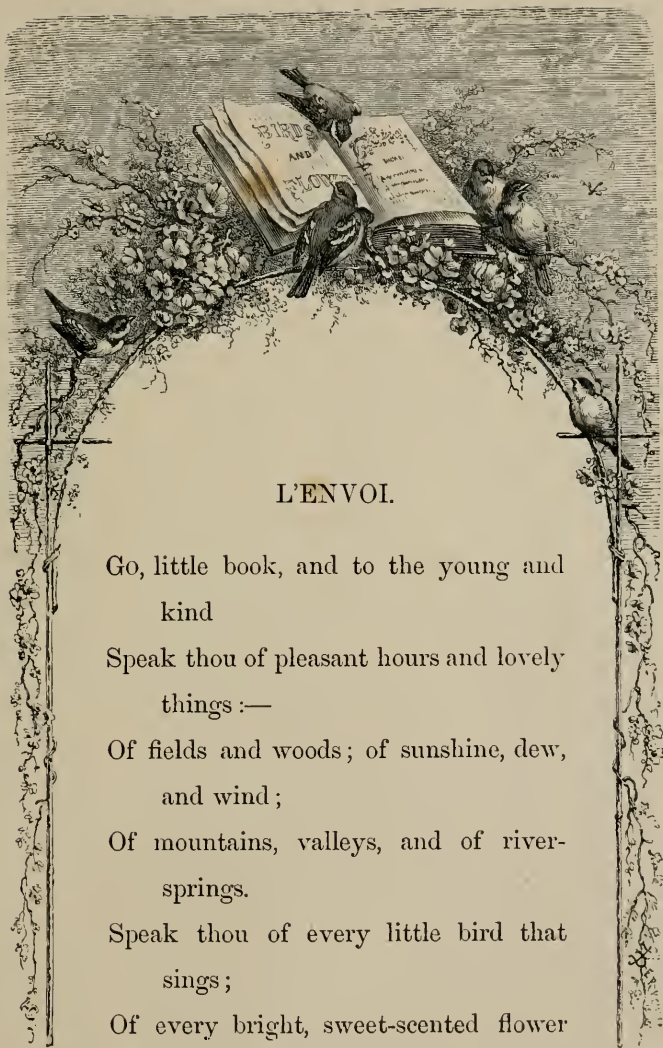 BIRDS
AND
FLOW
L'ENVOI.
Go, little book, and to the young and
kind
Speak thou of pleasant hours and lovely
things :—
Of fields and woods ; of sunshine, dew,
and wind ;
Of mountains, valleys, and of river-
springs.
Speak thou of every little bird that
sings ;
Of every bright, sweet-scented flower